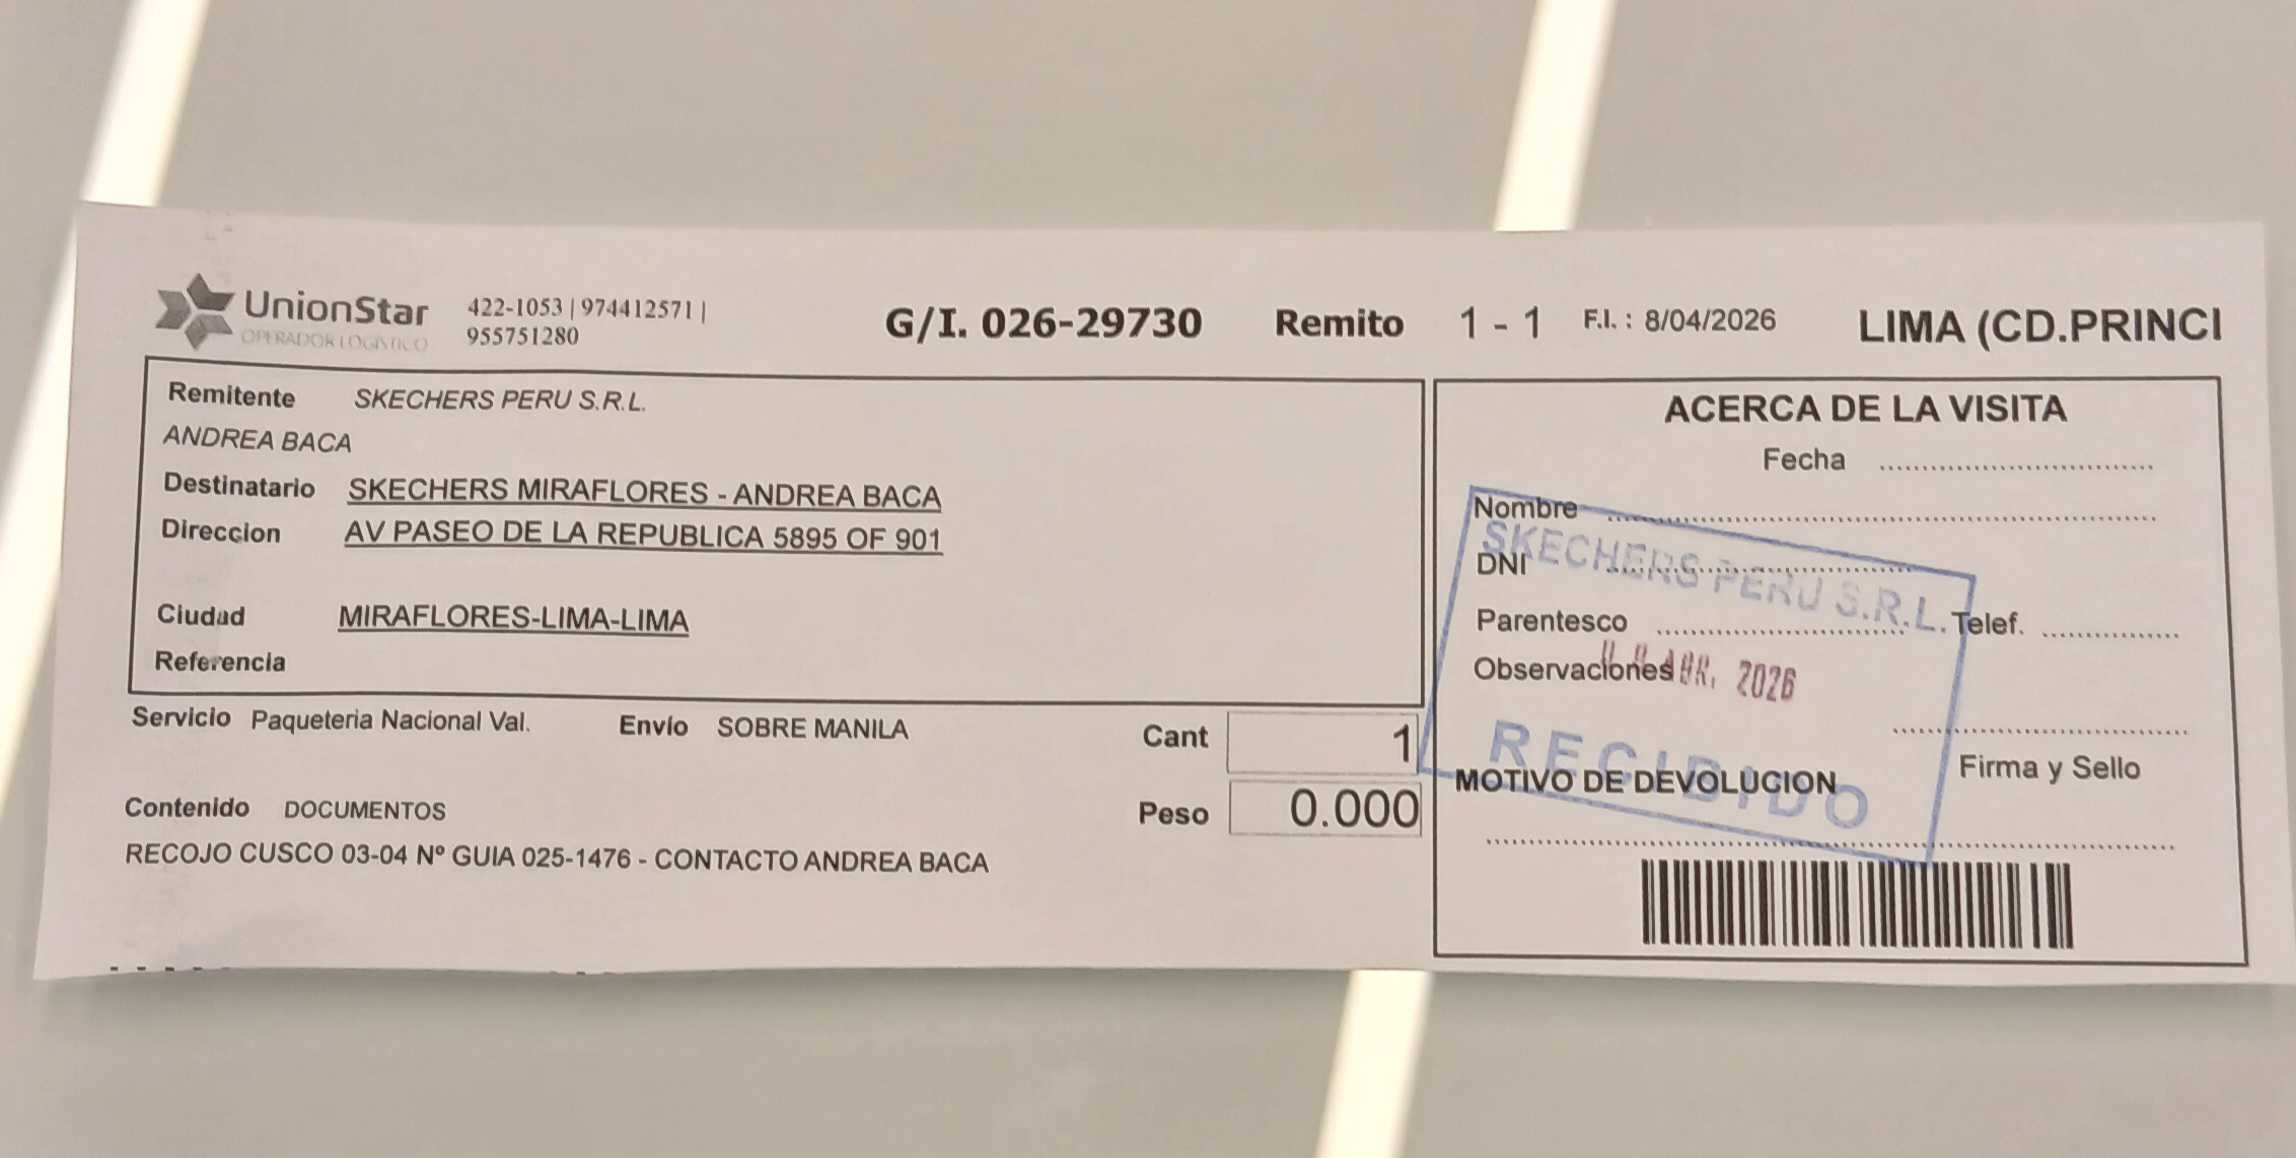 UnionStar
OPERADOR LOGÍSTICO
422-1053 | 974412571 |
955751280
G/I. 026-29730 Remito 1 - 1 F.I. : 8/04/2026 LIMA (CD.PRINCI
Remitente SKECHERS PERU S.R.L.
ANDREA BACA
Destinatario SKECHERS MIRAFLORES - ANDREA BACA
Direccion AV PASEO DE LA REPUBLICA 5895 OF 901
Ciudad MIRAFLORES-LIMA-LIMA
Referencia
Servicio Paqueteria Nacional Val. Envío SOBRE MANILA
Cant 1
Contenido DOCUMENTOS
Peso 0.000
RECOJO CUSCO 03-04 Nº GUIA 025-1476 - CONTACTO ANDREA BACA
ACERCA DE LA VISITA
Fecha
Nombre
DNI
Parentesco Telef.
Observaciones
Firma y Sello
MOTIVO DE DEVOLUCION
SKECHERS PERU S.R.L.
ABR. 2026
RECIBIDO